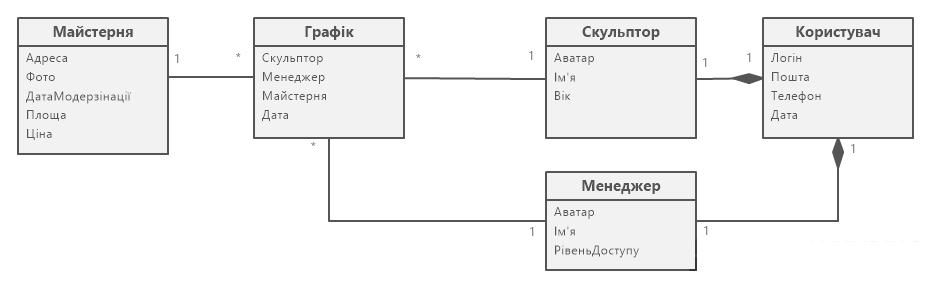 Майстерня
Адреса
Фото
ДатаМодерзінації
Площа
Ціна
1
*
Графік
Скульптор
Менеджер
Майстерня
Дата
*
1
*
1
Скульптор
Аватар
Ім'я
Вік
1
1
Користувач
Логін
Пошта
Телефон
Дата
1
Менеджер
Аватар
Ім'я
РівеньДоступу
1